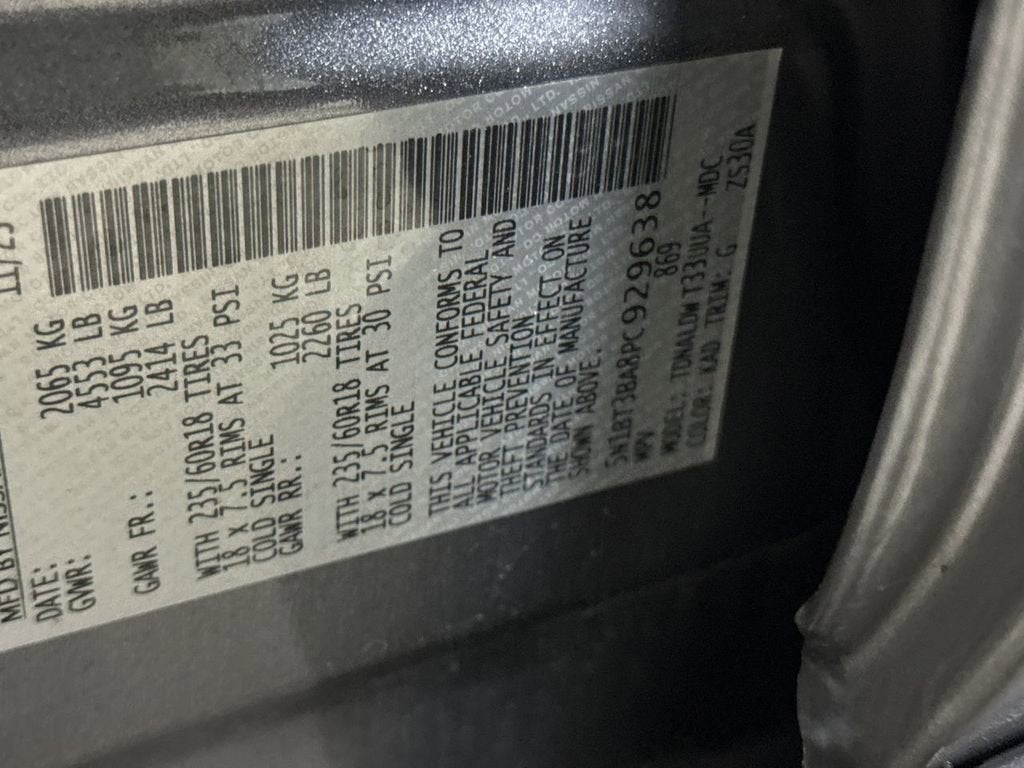 MFD BY NISS
DATE: 11/23
GVWR: 2065 KG
4553 LB
GAWR FR.: 1095 KG
2414 LB
WITH 235/60R18 TIRES
18 X 7.5 RIMS AT 33 PSI
COLD SINGLE
GAWR RR.: 1025 KG
2260 LB
WITH 235/60R18 TIRES
18 X 7.5 RIMS AT 30 PSI
COLD SINGLE
THIS VEHICLE CONFORMS TO
ALL APPLICABLE FEDERAL
MOTOR VEHICLE SAFETY AND
THEFT PREVENTION
STANDARDS IN EFFECT ON
THE DATE OF MANUFACTURE
SHOWN ABOVE.
5N1BT3BA8PC929638
MPV 869
MODEL: TDNALDW T33UUA--MDC
COLOR: KAD TRIM: G ZS30A